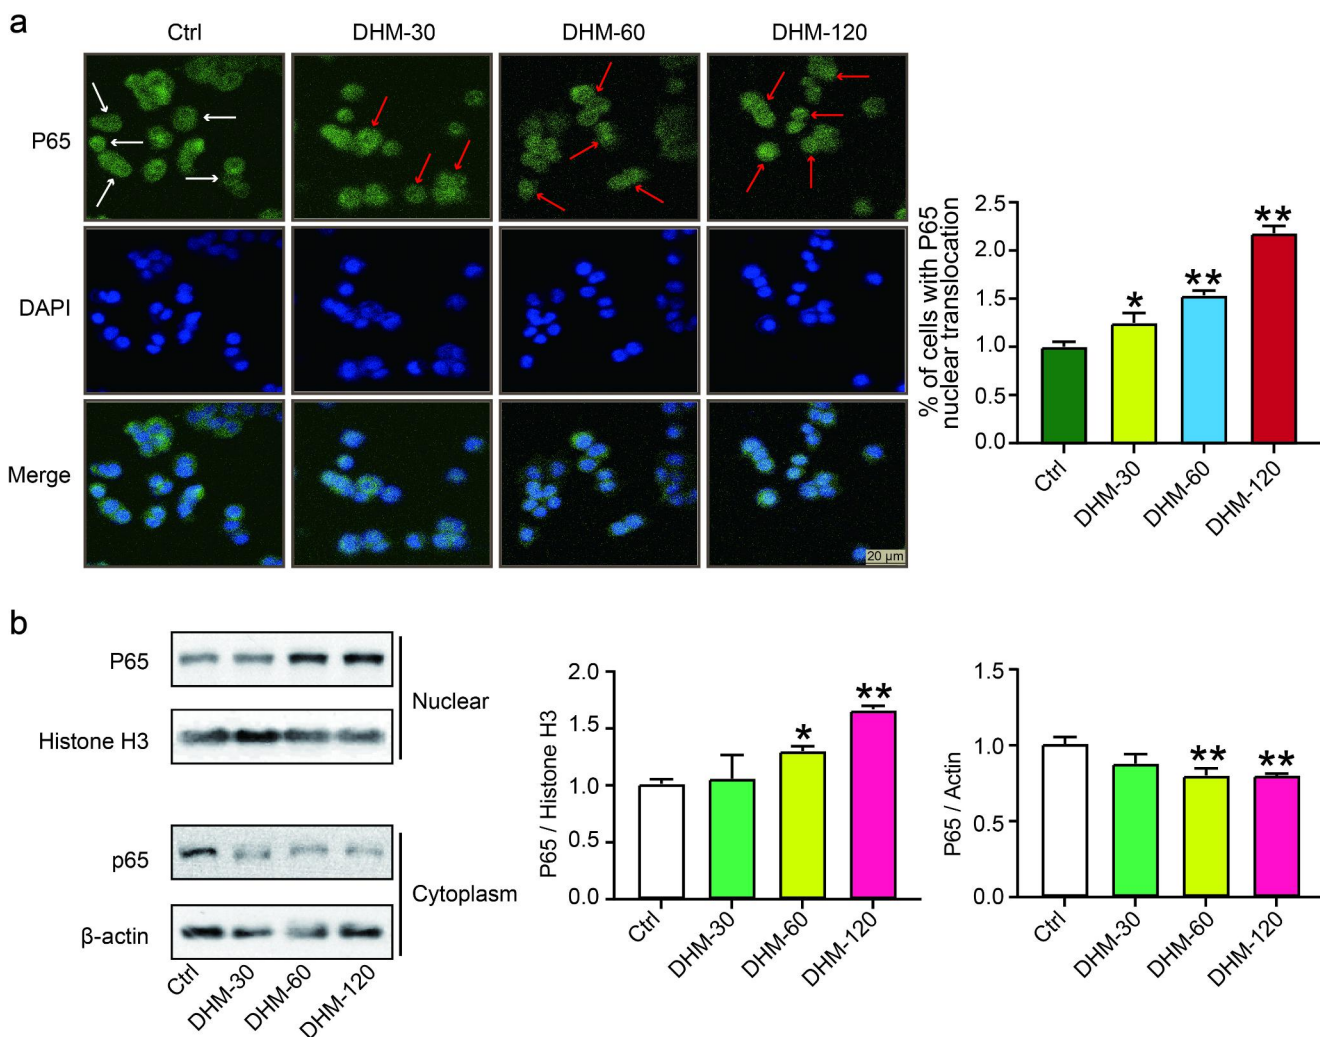 a
Ctrl
DHM-30
DHM-60
DHM-120
P65
DAPI
Merge
20 µm
% of cells with P65
nuclear translocation
2.5
2.0
1.5
1.0
0.5
0.0
*
**
**
Ctrl
DHM-30
DHM-60
DHM-120
b
P65
Histone H3
Nuclear
p65
β-actin
Cytoplasm
Ctrl
DHM-30
DHM-60
DHM-120
P65 / Histone H3
2.0
1.5
1.0
0.5
0.0
*
**
Ctrl
DHM-30
DHM-60
DHM-120
P65 / Actin
1.5
1.0
0.5
0.0
**
**
Ctrl
DHM-30
DHM-60
DHM-120